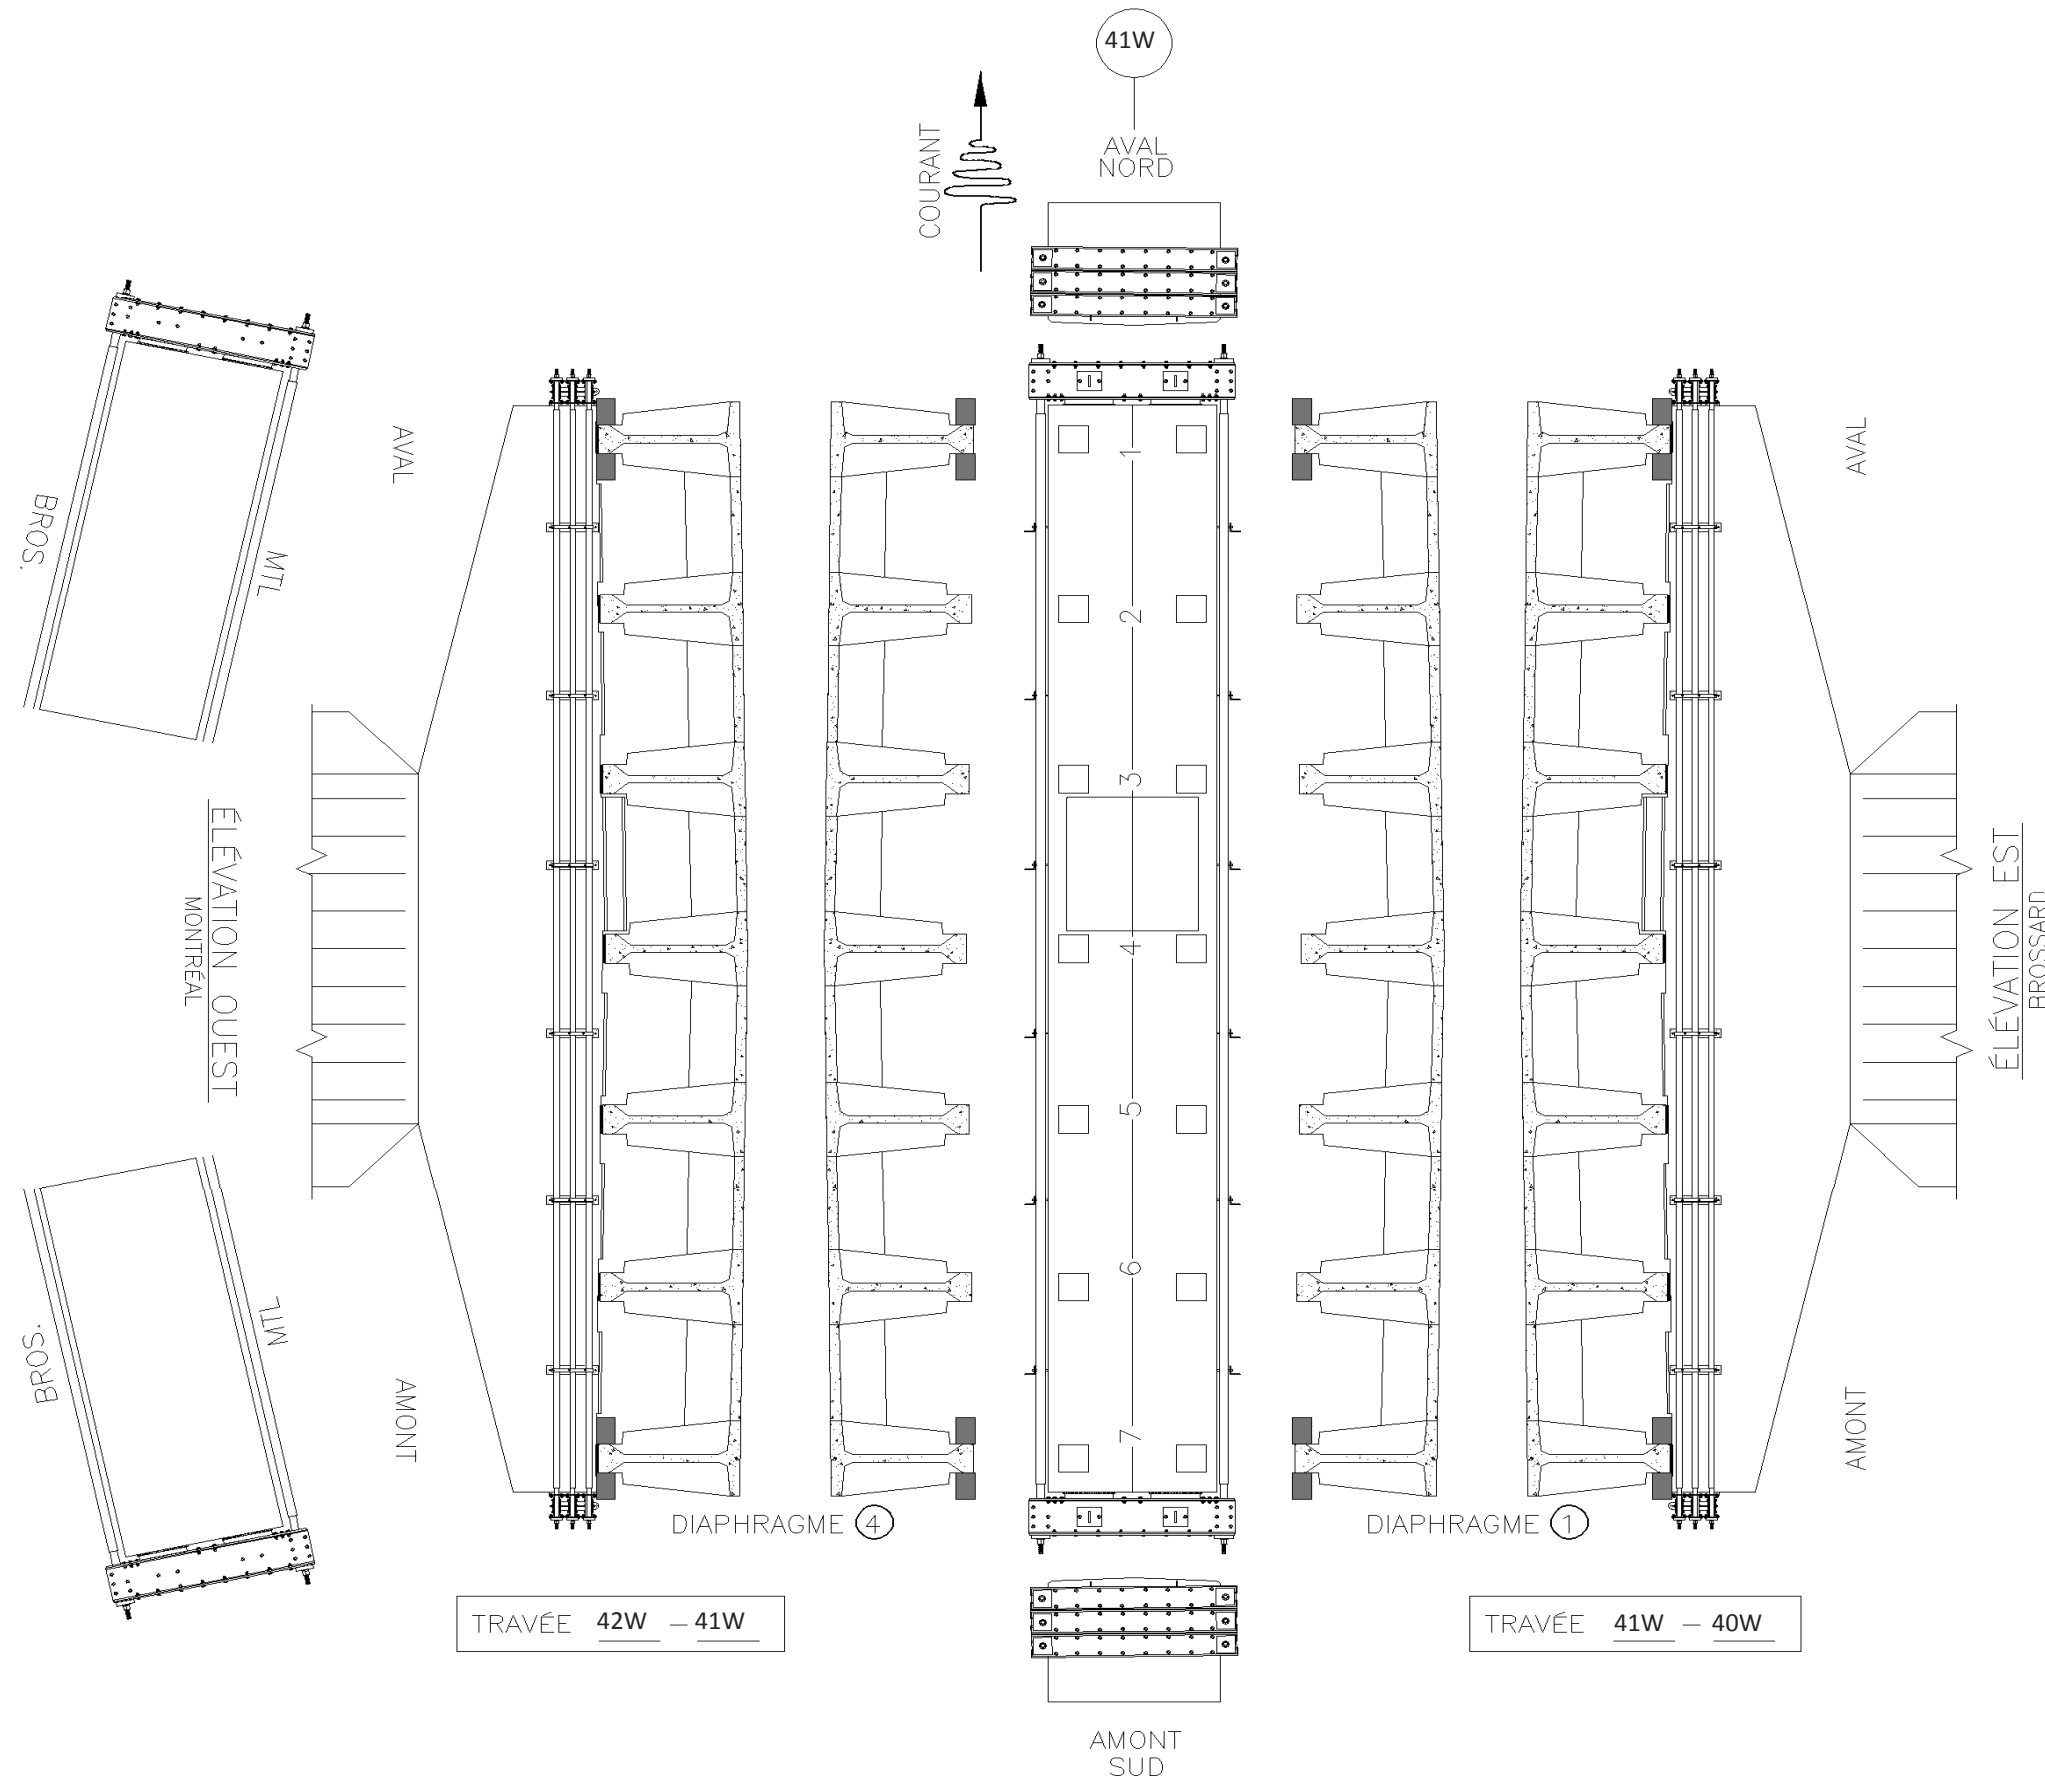 41W
COURANT
AVAL
NORD
BROS.
MTL
AVAL
AVAL
1
2
3
4
5
6
7
ÉLÉVATION OUEST
MONTRÉAL
ÉLÉVATION EST
BROSSARD
BROS.
MTL
AMONT
AMONT
DIAPHRAGME 4
DIAPHRAGME 1
TRAVÉE 42W – 41W
TRAVÉE 41W – 40W
AMONT
SUD